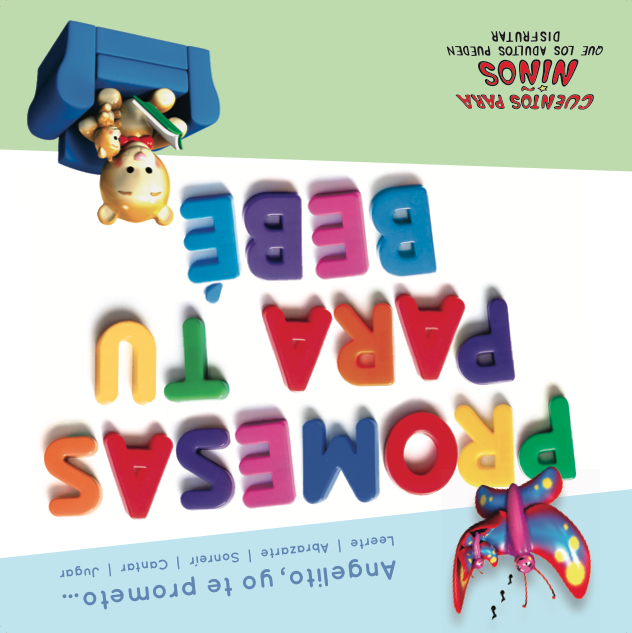 Angelito, yo te prometo...
Leerte | Abrazarte | Sonreír | Cantar | Jugar
PROMESAS
PARA TU
BEBÉ
CUENTOS PARA
NIÑOS
QUE LOS ADULTOS PUEDEN
DISFRUTAR